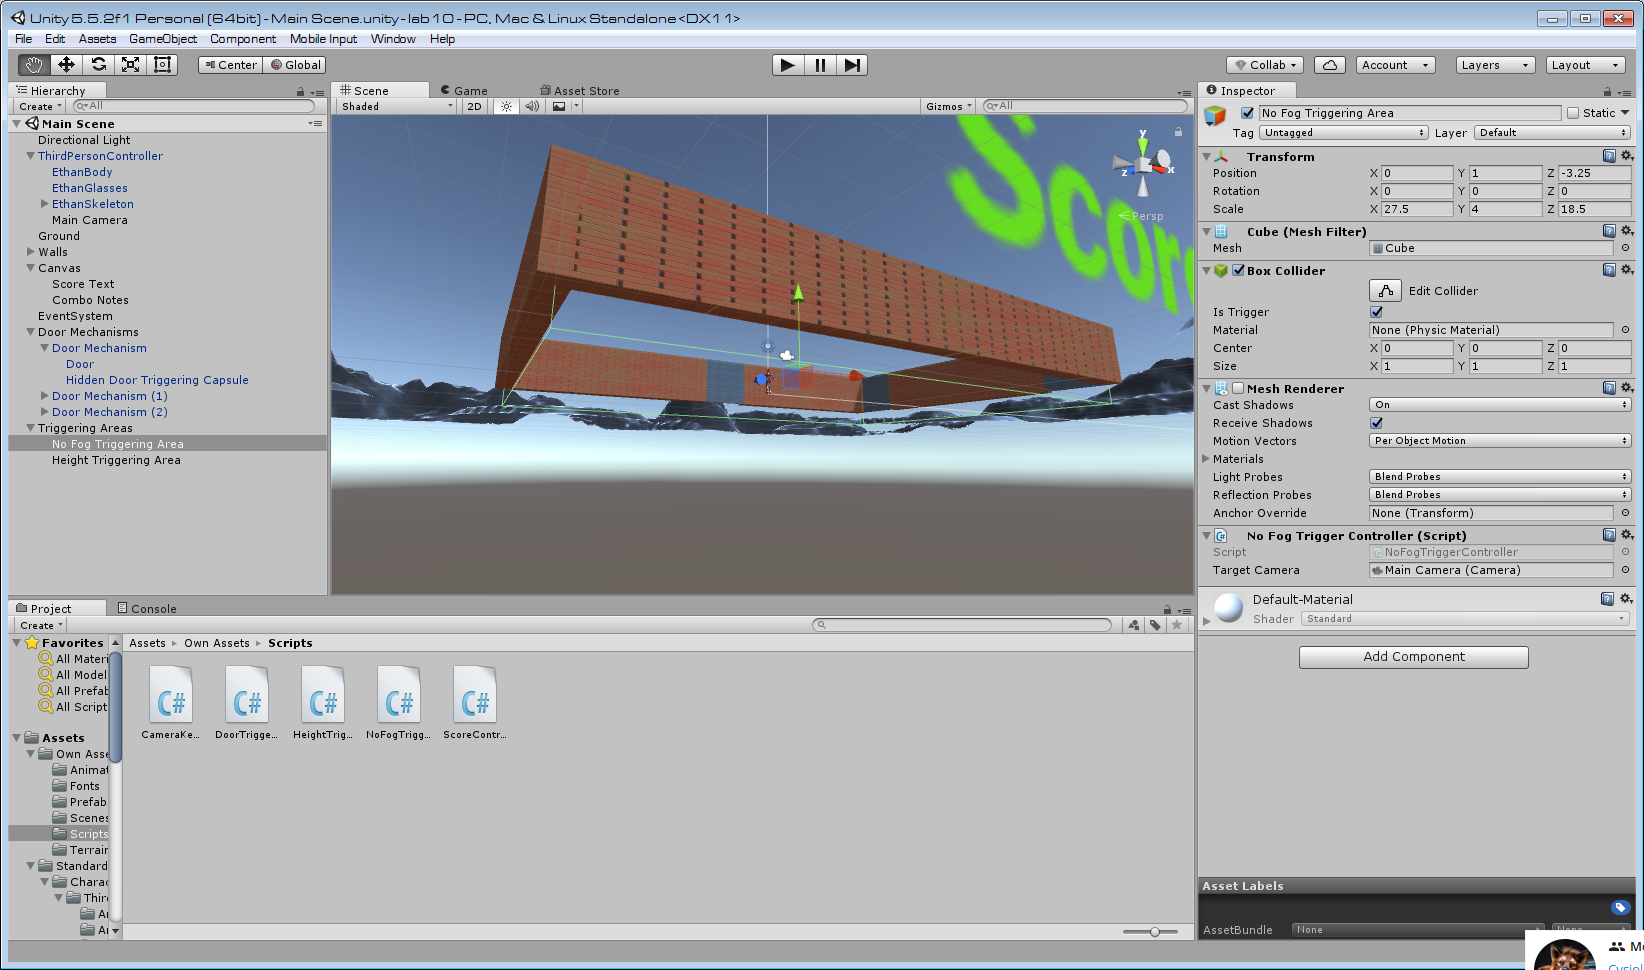 Unity 5.5.2f1 Personal (64bit) - Main Scene.unity - lab10 - PC, Mac & Linux Standalone <DX11>
File Edit Assets GameObject Component Mobile Input Window Help
Center Global Collab Account Layers Layout
Hierarchy
Create All
Main Scene
Directional Light
ThirdPersonController
EthanBody
EthanGlasses
EthanSkeleton
Main Camera
Ground
Walls
Canvas
Score Text
Combo Notes
EventSystem
Door Mechanisms
Door Mechanism
Door
Hidden Door Triggering Capsule
Door Mechanism (1)
Door Mechanism (2)
Triggering Areas
No Fog Triggering Area
Height Triggering Area
Scene Game Asset Store
Shaded 2D Gizmos All
Scor
y
x
z
Persp
Inspector
No Fog Triggering Area Static
Tag Untagged Layer Default
Transform
Position X 0 Y 1 Z -3.25
Rotation X 0 Y 0 Z 0
Scale X 27.5 Y 4 Z 18.5
Cube (Mesh Filter)
Mesh Cube
Box Collider
Edit Collider
Is Trigger
Material None (Physic Material)
Center X 0 Y 0 Z 0
Size X 1 Y 1 Z 1
Mesh Renderer
Cast Shadows On
Receive Shadows
Motion Vectors Per Object Motion
Materials
Light Probes Blend Probes
Reflection Probes Blend Probes
Anchor Override None (Transform)
No Fog Trigger Controller (Script)
Script NoFogTriggerController
Target Camera Main Camera (Camera)
Default-Material
Shader Standard
Add Component
Asset Labels
AssetBundle None None
Project Console
Create
Favorites
All Materi
All Model
All Prefab
All Script
Assets
Own Asse
Animat
Fonts
Prefab
Scenes
Scripts
Terrair
Standard
Charac
Thir
Ar
Ar
Assets ▸ Own Assets ▸ Scripts
C# C# C# C# C#
CameraKe... DoorTrigge... HeightTrig... NoFogTrigg... ScoreContr...